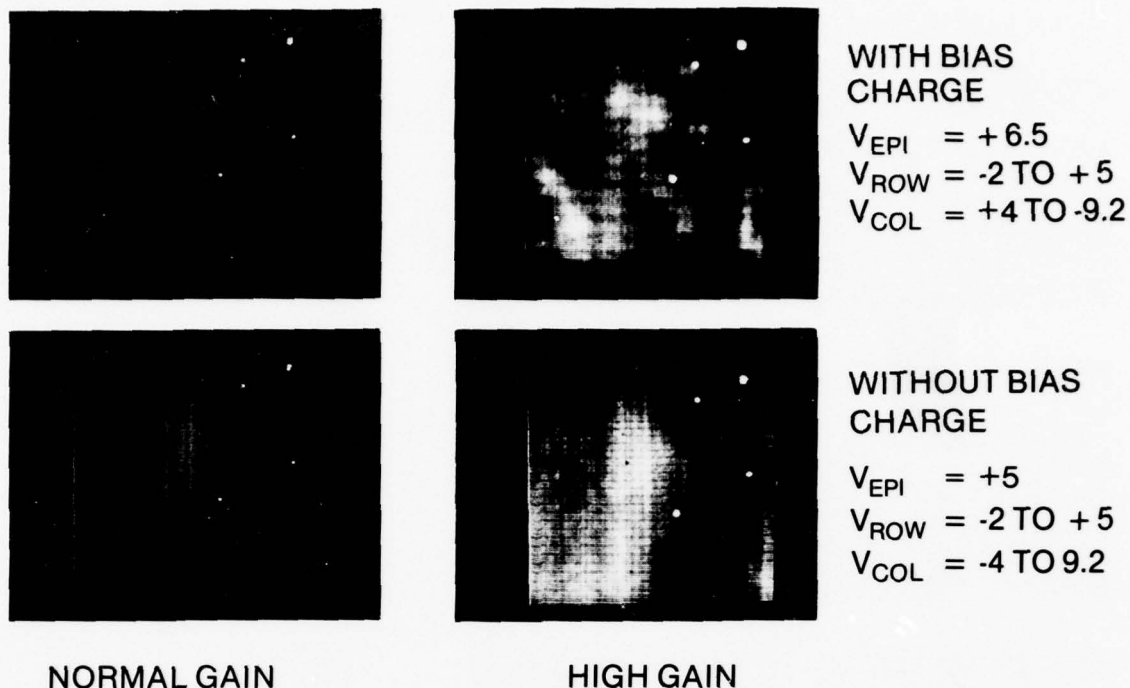 WITH BIAS
CHARGE
V_EPI = +6.5
V_ROW = -2 TO +5
V_COL = +4 TO -9.2
WITHOUT BIAS
CHARGE
V_EPI = +5
V_ROW = -2 TO +5
V_COL = -4 TO 9.2
NORMAL GAIN
HIGH GAIN